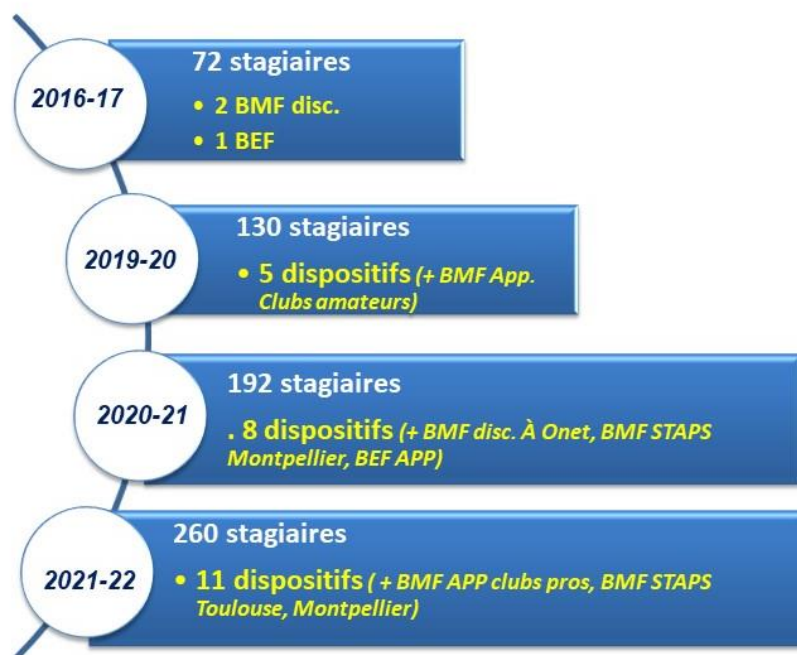 2016-17
72 stagiaires
• 2 BMF disc.
• 1 BEF
2019-20
130 stagiaires
• 5 dispositifs (+ BMF App.
Clubs amateurs)
2020-21
192 stagiaires
. 8 dispositifs (+ BMF disc. À Onet, BMF STAPS
Montpellier, BEF APP)
2021-22
260 stagiaires
• 11 dispositifs ( + BMF APP clubs pros, BMF STAPS
Toulouse, Montpellier)